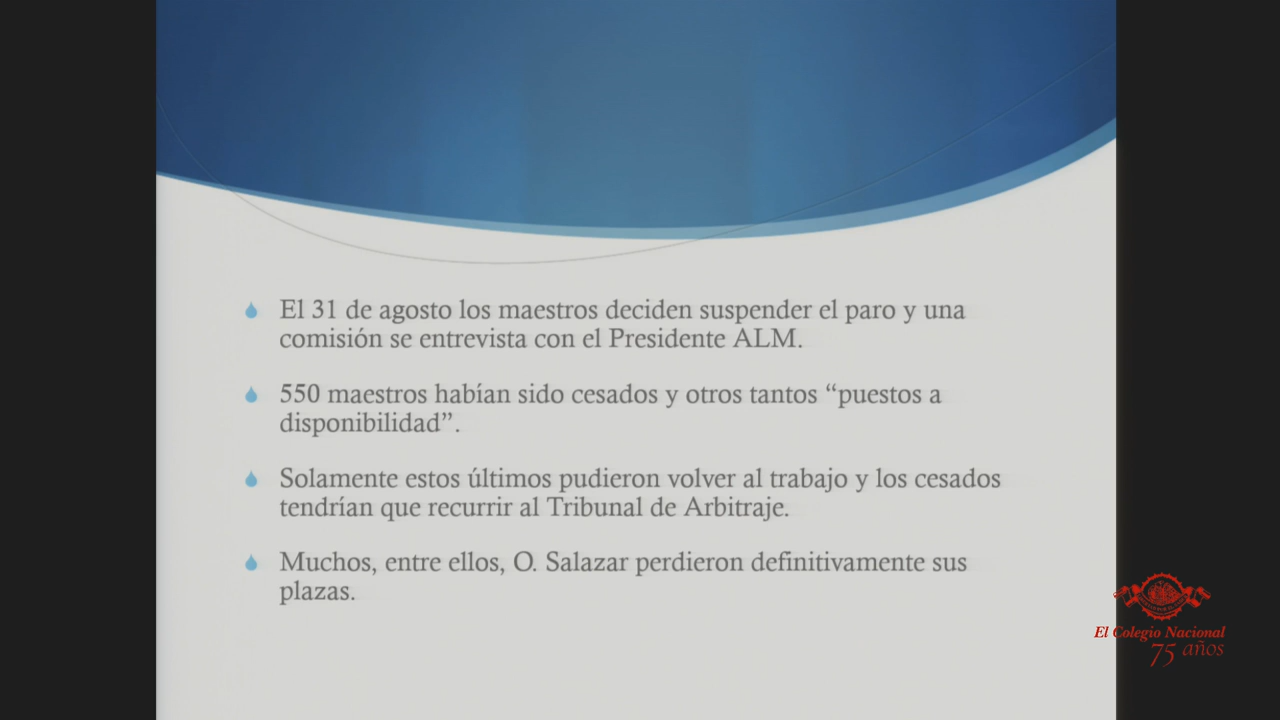 El 31 de agosto los maestros deciden suspender el paro y una
comisión se entrevista con el Presidente ALM.
550 maestros habían sido cesados y otros tantos “puestos a
disponibilidad”.
Solamente estos últimos pudieron volver al trabajo y los cesados
tendrían que recurrir al Tribunal de Arbitraje.
Muchos, entre ellos, O. Salazar perdieron definitivamente sus
plazas.
El Colegio Nacional
75 años